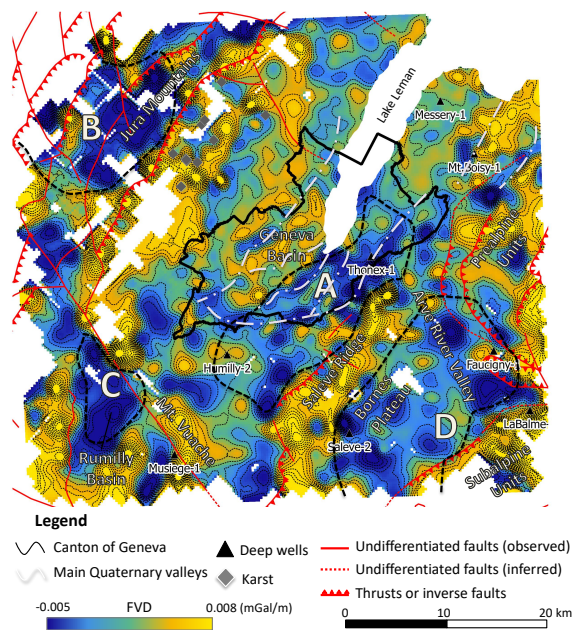 Lake Leman
Messery-1
Jura Mountains
B
Mt.Boisy-1
Geneva
Basin
Prealpine
Units
Thonex-1
A
Arve River Valley
Humilly-2
Salève Ridge
Faucigny-1
C
Mt. Vuache
Bornes
Plateau
LaBalme-
D
Saleve-2
Rumilly
Basin
Musiege-1
Subalpine
Units
Legend
Canton of Geneva
Deep wells
Undifferentiated faults (observed)
Main Quaternary valleys
Karst
Undifferentiated faults (inferred)
Thrusts or inverse faults
-0.005 FVD 0.008 (mGal/m)
0 10 20 km